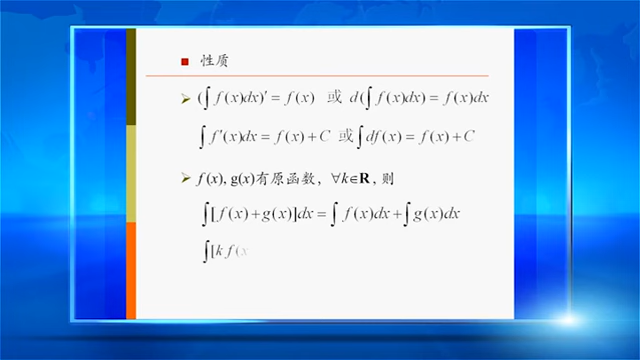 性质
(∫ f (x)dx)′ = f (x) 或 d(∫ f (x)dx) = f (x)dx
∫ f′(x)dx = f (x) + C 或 ∫ df (x) = f (x) + C
f (x), g(x)有原函数, ∀k∈R, 则
∫[f (x) + g(x)]dx = ∫ f (x)dx + ∫ g(x)dx
∫[k f (x